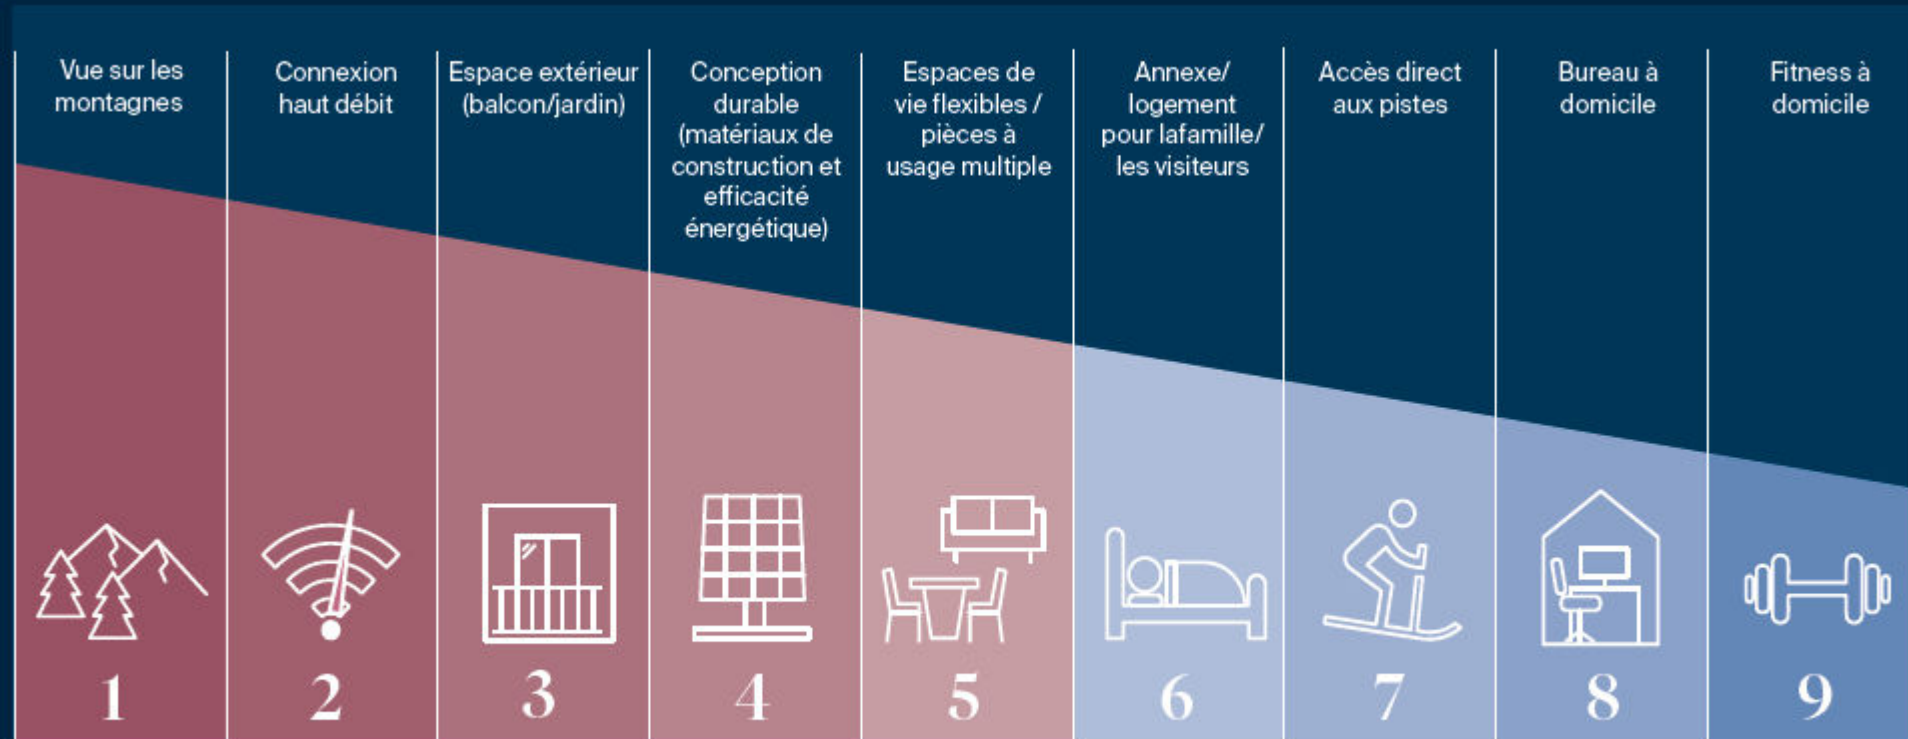 Vue sur les
montagnes
Connexion
haut débit
Espace extérieur
(balcon/jardin)
Conception
durable
(matériaux de
construction et
efficacité
énergétique)
Espaces de
vie flexibles /
pièces à
usage multiple
Annexe/
logement
pour lafamille/
les visiteurs
Accès direct
aux pistes
Bureau à
domicile
Fitness à
domicile
1
2
3
4
5
6
7
8
9